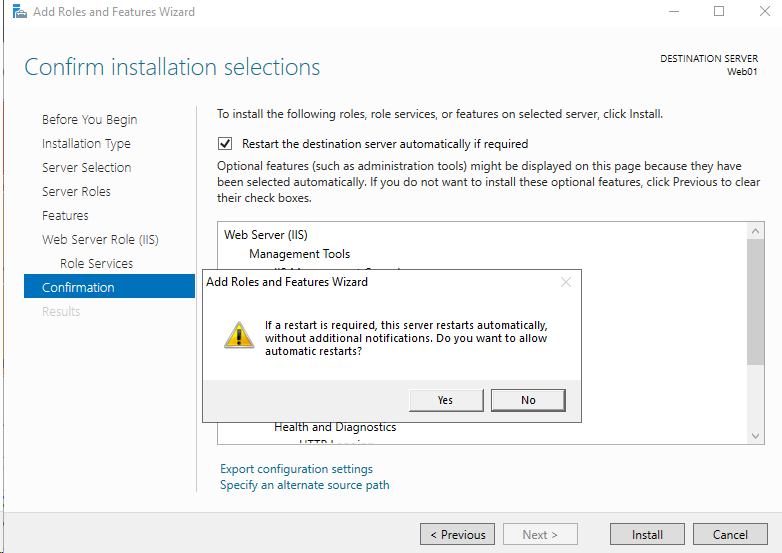 Add Roles and Features Wizard
Confirm installation selections
DESTINATION SERVER
Web01
Before You Begin
Installation Type
Server Selection
Server Roles
Features
Web Server Role (IIS)
Role Services
Confirmation
Results
To install the following roles, role services, or features on selected server, click Install.
Restart the destination server automatically if required
Optional features (such as administration tools) might be displayed on this page because they have
been selected automatically. If you do not want to install these optional features, click Previous to clear
their check boxes.
Web Server (IIS)
Management Tools
Add Roles and Features Wizard
If a restart is required, this server restarts automatically,
without additional notifications. Do you want to allow
automatic restarts?
Yes
No
Health and Diagnostics
Export configuration settings
Specify an alternate source path
< Previous
Next >
Install
Cancel